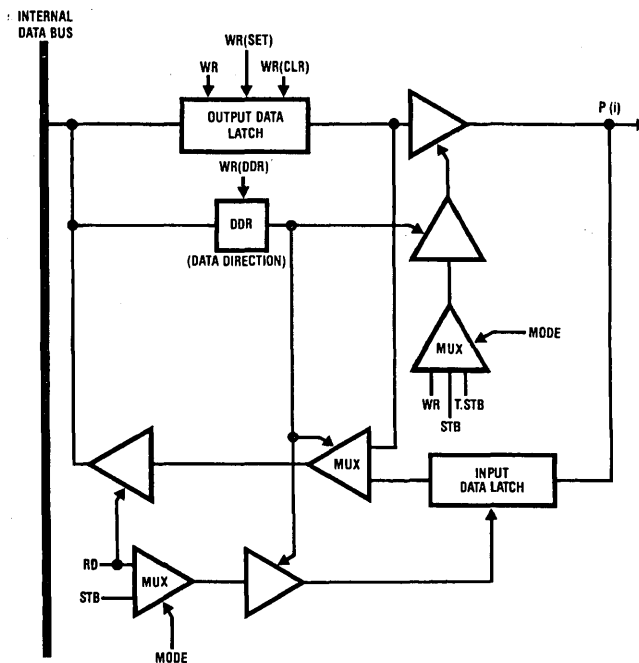 INTERNAL
DATA BUS
WR(SET)
WR
WR(CLR)
P (i)
OUTPUT DATA
LATCH
WR(DDR)
DDR
(DATA DIRECTION)
MODE
MUX
WR
T.STB
STB
MUX
INPUT
DATA LATCH
RD
MUX
STB
MODE